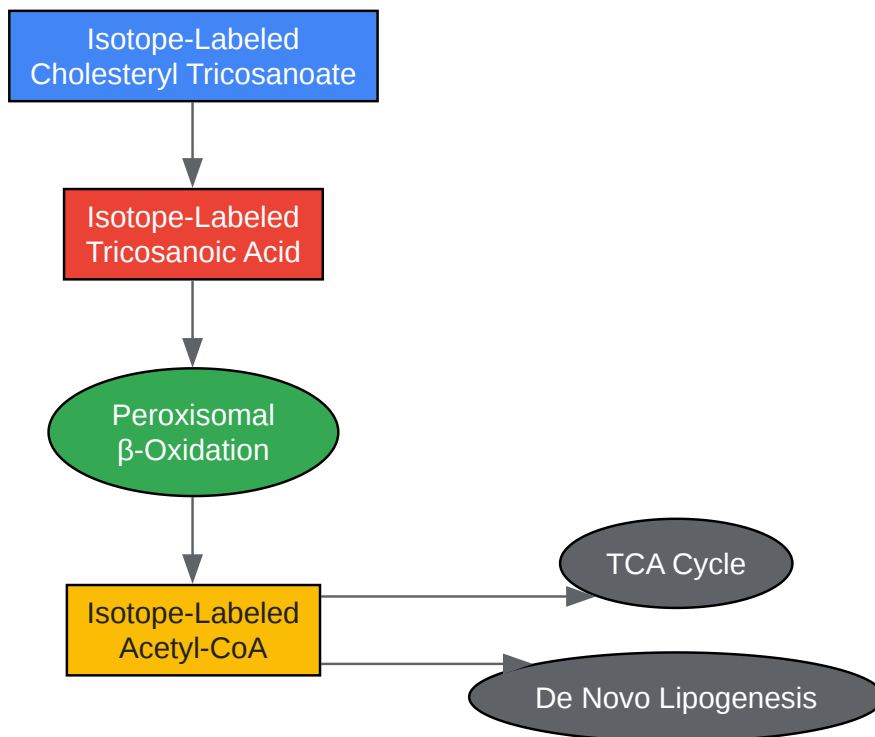 Isotope-Labeled
Cholesteryl Tricosanoate
Isotope-Labeled
Tricosanoic Acid
Peroxisomal
β-Oxidation
TCA Cycle
Isotope-Labeled
Acetyl-CoA
De Novo Lipogenesis